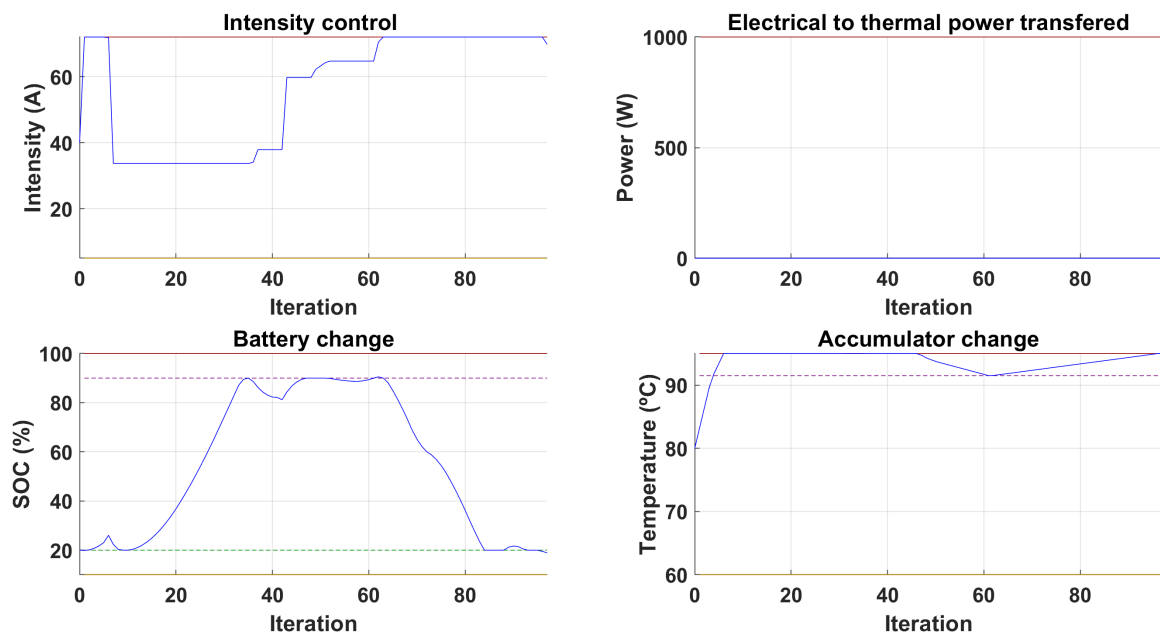 Intensity control
Intensity (A)
60
40
20
0 20 40 60 80
Iteration
Electrical to thermal power transfered
Power (W)
1000
500
0
0 20 40 60 80
Iteration
Battery change
SOC (%)
100
80
60
40
20
0 20 40 60 80
Iteration
Accumulator change
Temperature (ºC)
90
80
70
60
0 20 40 60 80
Iteration